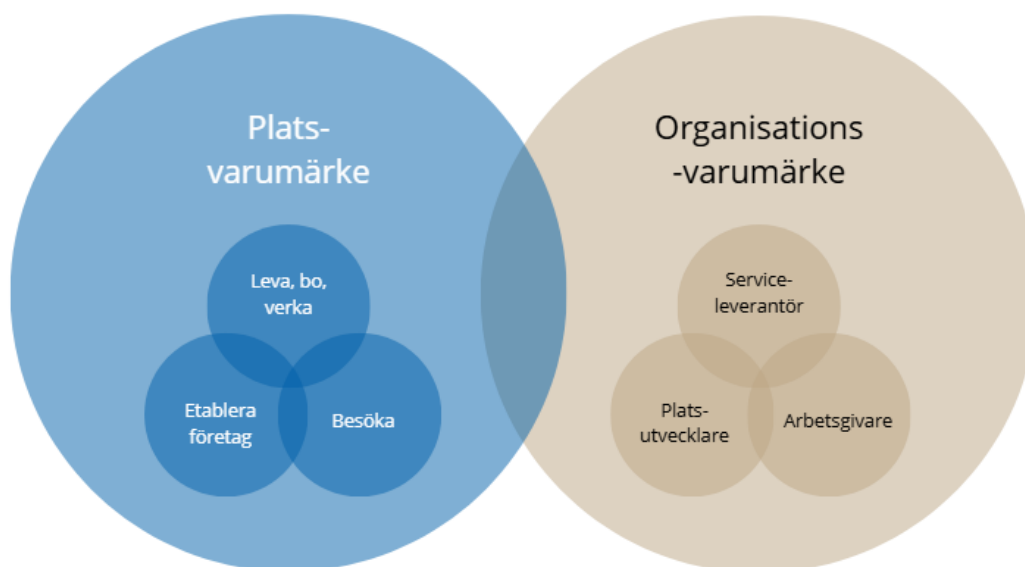 Plats-
varumärke
Leva, bo,
verka
Etablera
företag
Besöka
Organisations
-varumärke
Service-
leverantör
Plats-
utvecklare
Arbetsgivare